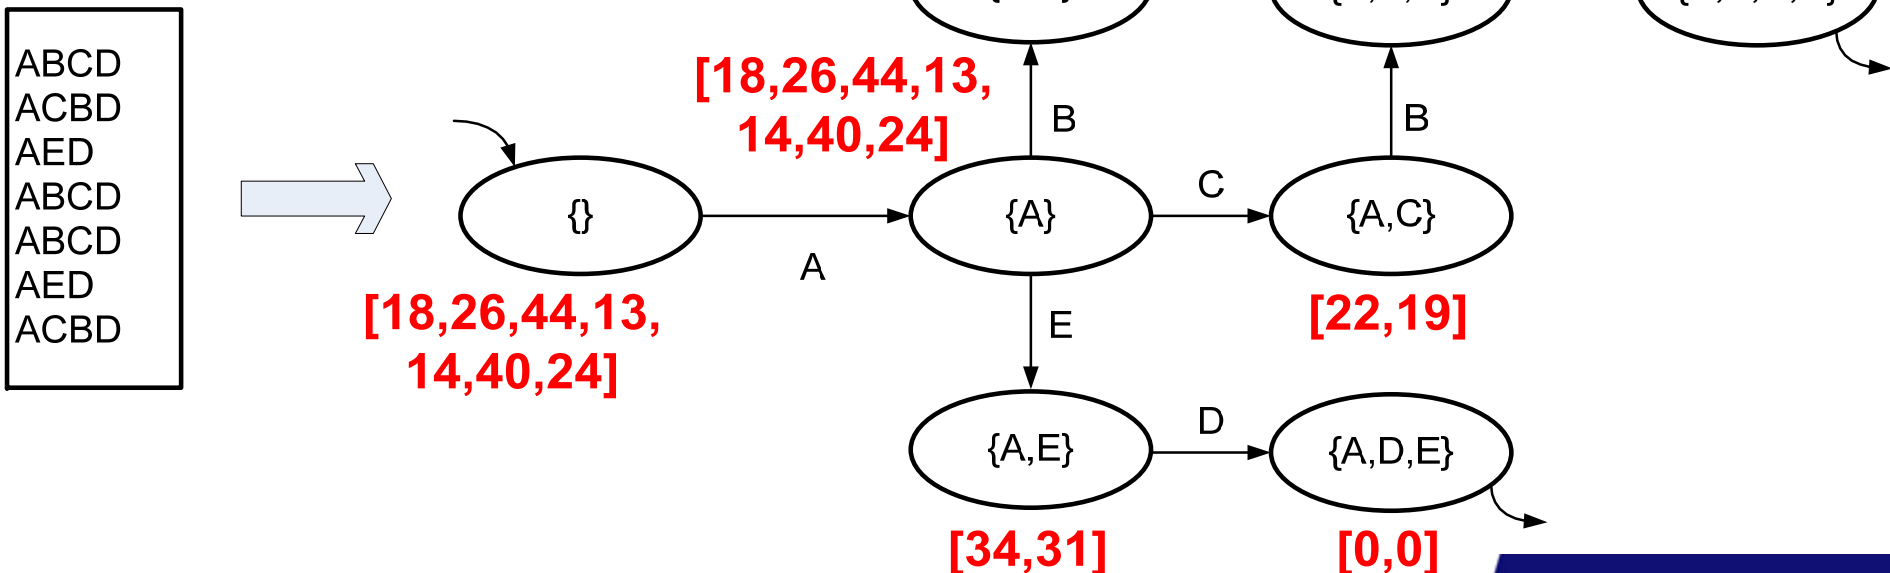 ABCD
ACBD
AED
ABCD
ABCD
AED
ACBD
[18,26,44,13,
14,40,24]
B
B
{}
A
{A}
C
{A,C}
[18,26,44,13,
14,40,24]
E
[22,19]
{A,E}
D
{A,D,E}
[34,31]
[0,0]